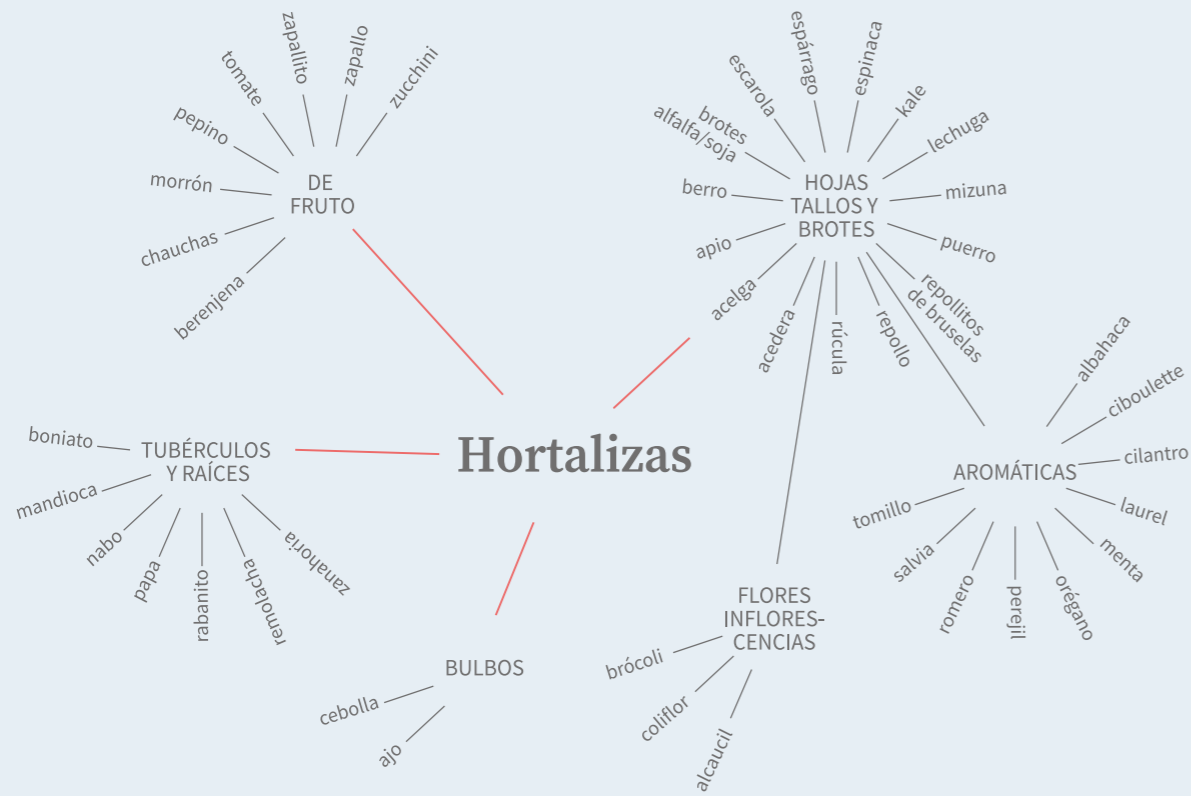 Hortalizas
DE
FRUTO
berenjena
chauchas
morrón
pepino
tomate
zapallito
zapallo
zucchini
HOJAS
TALLOS Y
BROTES
acedera
acelga
apio
berro
brotes
alfalfa/soja
escarola
espárrago
espinaca
kale
lechuga
mizuna
puerro
repollitos
de bruselas
repollo
rúcula
AROMÁTICAS
albahaca
ciboulette
cilantro
laurel
menta
orégano
perejil
romero
salvia
tomillo
FLORES
INFLORES-
CENCIAS
brócoli
coliflor
alcaucil
BULBOS
cebolla
ajo
TUBÉRCULOS
Y RAÍCES
boniato
mandioca
nabo
papa
rabanito
remolacha
zanahoria